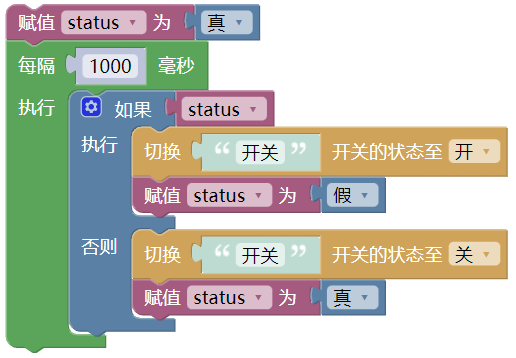 赋值 status 为 真
每隔 1000 毫秒
执行 如果 status
执行 切换 “ 开关 ” 开关的状态至 开
赋值 status 为 假
否则 切换 “ 开关 ” 开关的状态至 关
赋值 status 为 真